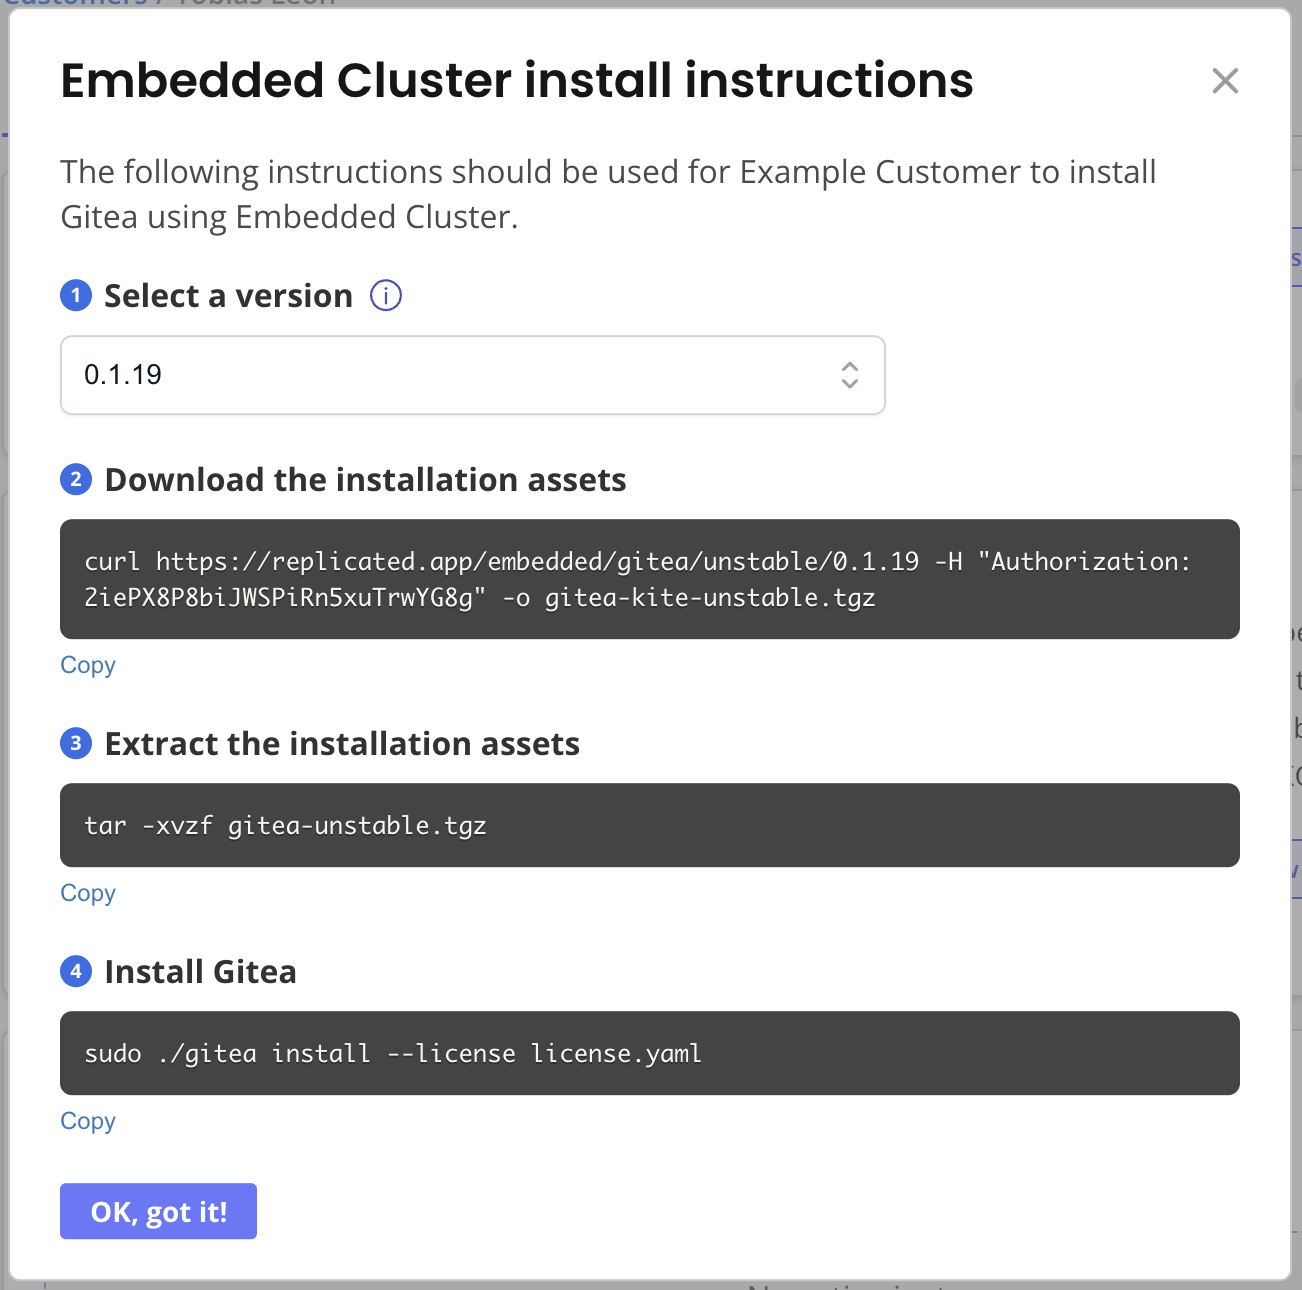 Customers / Tobias Leon
Embedded Cluster install instructions
The following instructions should be used for Example Customer to install
Gitea using Embedded Cluster.
1 Select a version i
0.1.19
2 Download the installation assets
curl https://replicated.app/embedded/gitea/unstable/0.1.19 -H "Authorization:
2iePX8P8biJWSPiRn5xuTrwYG8g" -o gitea-kite-unstable.tgz
Copy
3 Extract the installation assets
tar -xvzf gitea-unstable.tgz
Copy
4 Install Gitea
sudo ./gitea install --license license.yaml
Copy
OK, got it!